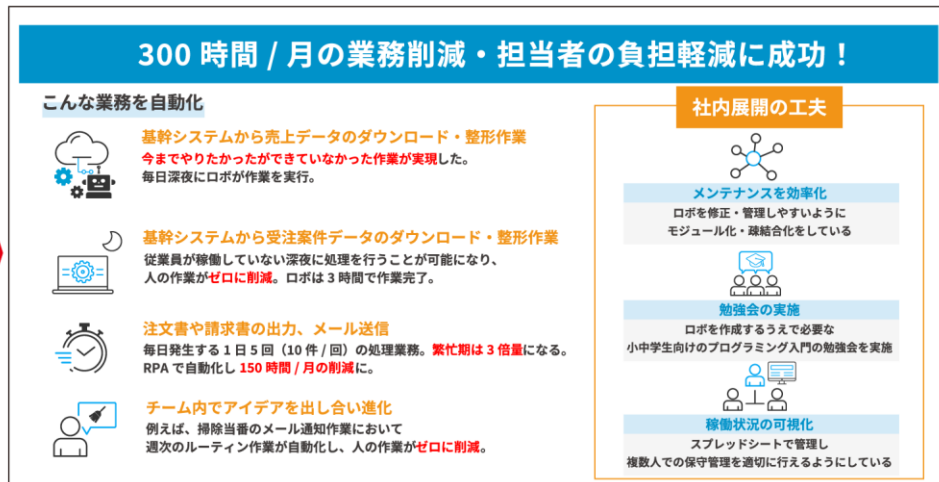 300 時間 / 月の業務削減・担当者の負担軽減に成功！
こんな業務を自動化
基幹システムから売上データのダウンロード・整形作業
今までやりたかったができていなかった作業が実現した。
毎日深夜にロボが作業を実行。
基幹システムから受注案件データのダウンロード・整形作業
従業員が稼働していない深夜に処理を行うことが可能になり、
人の作業がゼロに削減。ロボは 3 時間で作業完了。
注文書や請求書の出力、メール送信
毎日発生する 1 日 5 回（10 件 / 回）の処理業務。繁忙期は 3 倍量になる。
RPA で自動化し 150 時間 / 月の削減に。
チーム内でアイデアを出し合い進化
例えば、掃除当番のメール通知作業において
週次のルーティン作業が自動化し、人の作業がゼロに削減。
社内展開の工夫
メンテナンスを効率化
ロボを修正・管理しやすいように
モジュール化・疎結合化をしている
勉強会の実施
ロボを作成するうえで必要な
小中学生向けのプログラミング入門の勉強会を実施
稼働状況の可視化
スプレッドシートで管理し
複数人での保守管理を適切に行えるようにしている